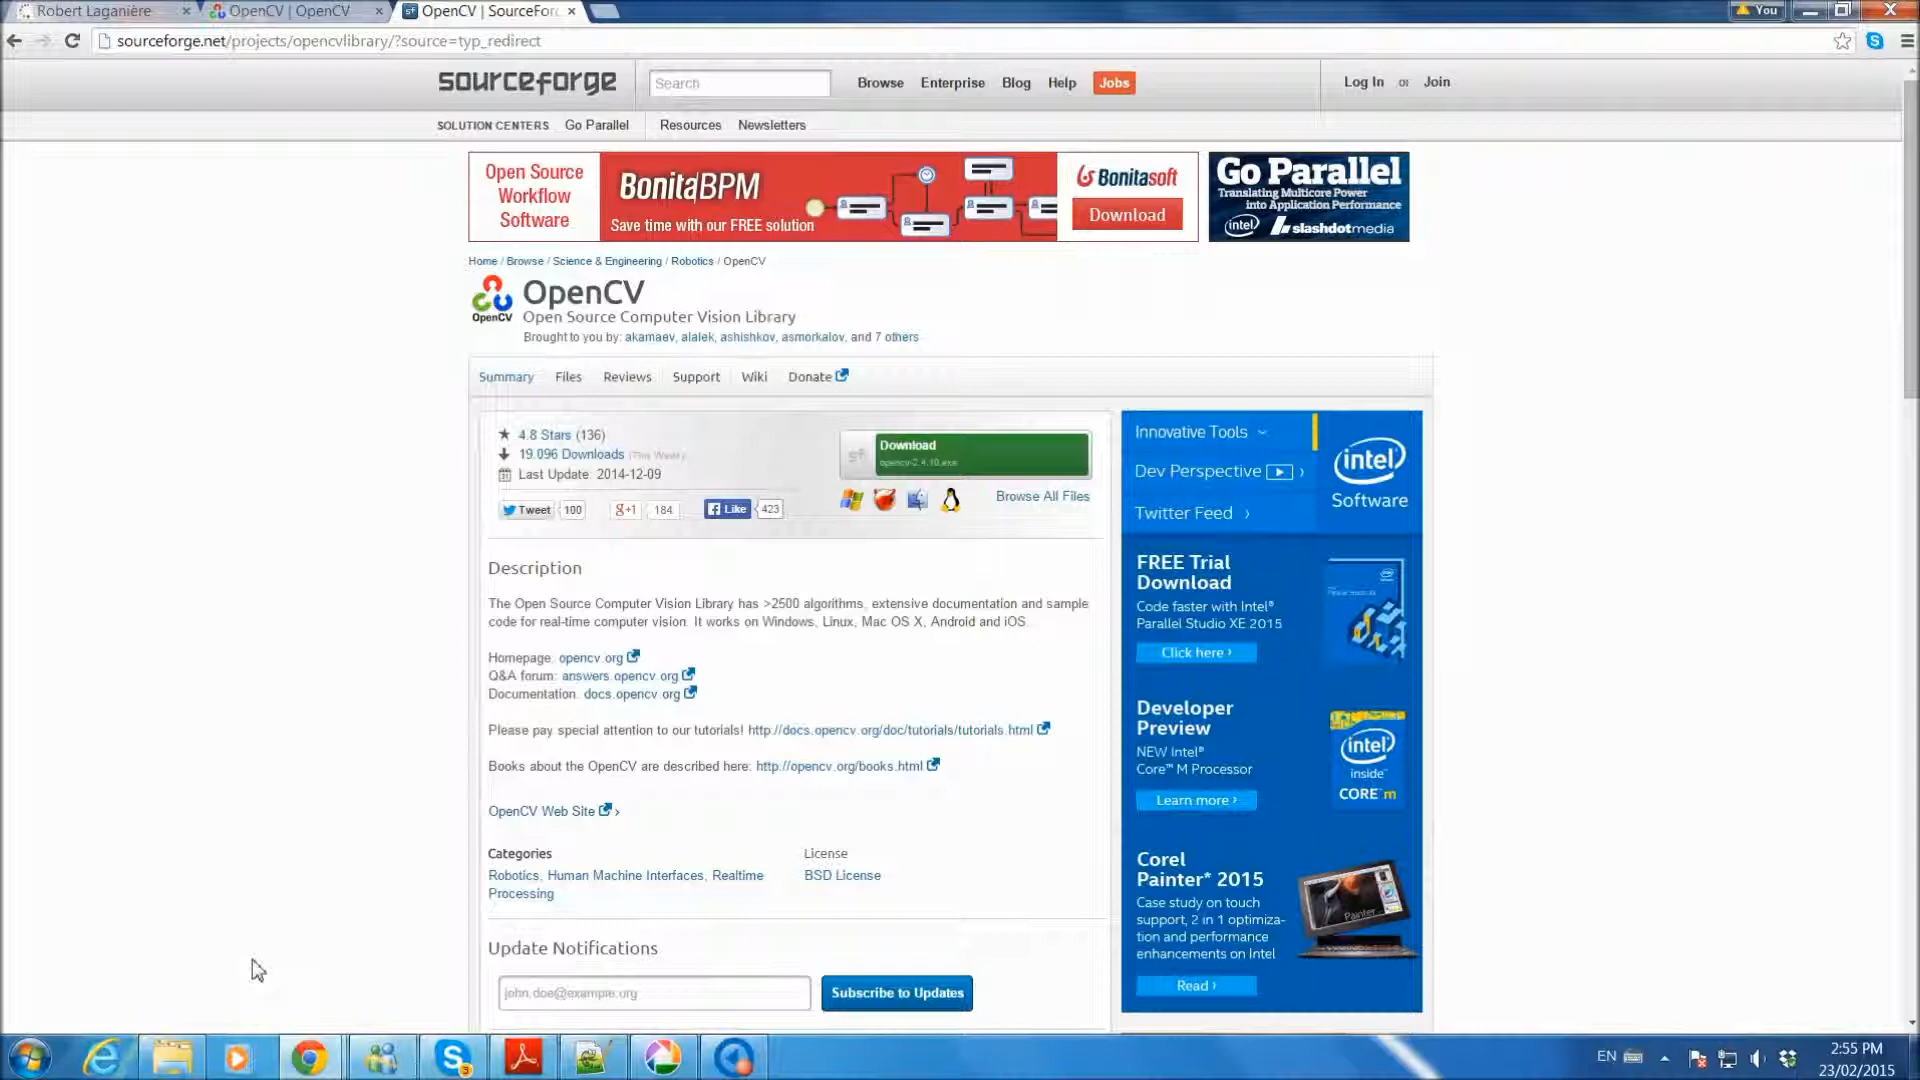 Robert Laganière
OpenCV | OpenCV
OpenCV | SourceForg
You
sourceforge.net/projects/opencvlibrary/?source=typ_redirect
sourceforge
Search
Browse
Enterprise
Blog
Help
Jobs
Log In or Join
SOLUTION CENTERS
Go Parallel
Resources
Newsletters
Open Source
Workflow
Software
BonitaBPM
Save time with our FREE solution
Bonitasoft
Download
Go Parallel
Translating Multicore Power
into Application Performance
intel
slashdotmedia
Home / Browse / Science & Engineering / Robotics / OpenCV
OpenCV
OpenCV
Open Source Computer Vision Library
Brought to you by: akamaev, alalek, ashishkov, asmorkalov, and 7 others
Summary
Files
Reviews
Support
Wiki
Donate
4.8 Stars (136)
19,096 Downloads (This Week)
Last Update: 2014-12-09
Tweet 100
g+1 184
Like 423
sf
Download
opencv-2.4.10.exe
Browse All Files
Description
The Open Source Computer Vision Library has >2500 algorithms, extensive documentation and sample
code for real-time computer vision. It works on Windows, Linux, Mac OS X, Android and iOS.
Homepage: opencv.org
Q&A forum: answers.opencv.org
Documentation: docs.opencv.org
Please pay special attention to our tutorials! http://docs.opencv.org/doc/tutorials/tutorials.html
Books about the OpenCV are described here: http://opencv.org/books.html
OpenCV Web Site ›
Categories
Robotics, Human Machine Interfaces, Realtime
Processing
License
BSD License
Update Notifications
john.doe@example.org
Subscribe to Updates
Innovative Tools
Dev Perspective ›
Twitter Feed ›
intel
Software
FREE Trial
Download
Code faster with Intel®
Parallel Studio XE 2015
Click here ›
Developer
Preview
NEW Intel®
Core™ M Processor
Learn more ›
intel
inside™
CORE™m
Corel
Painter* 2015
Case study on touch
support, 2 in 1 optimiza-
tion and performance
enhancements on Intel
Read ›
Painter
EN
2:55 PM
23/02/2015